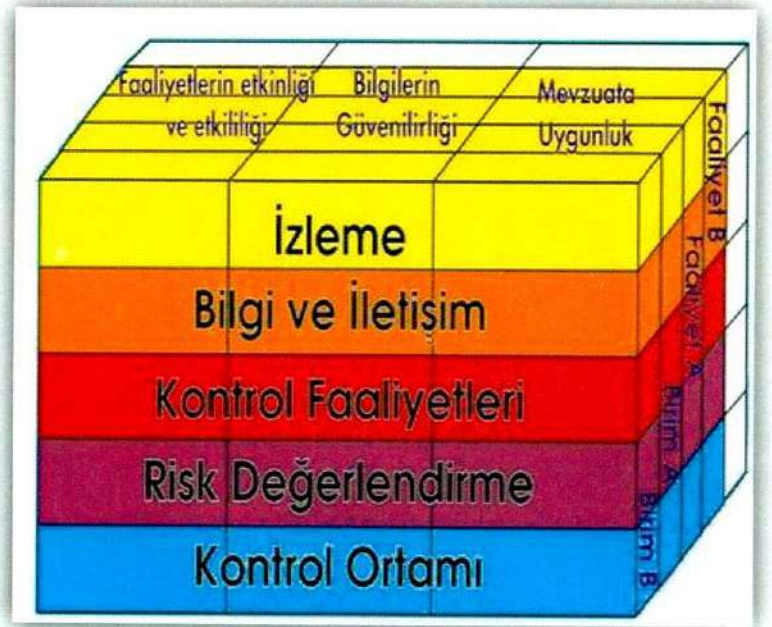 Faaliyetlerin etkinliği
ve etkililiği
Bilgilerin
Güvenilirliği
Mevzuata
Uygunluk
İzleme
Bilgi ve İletişim
Kontrol Faaliyetleri
Risk Değerlendirme
Kontrol Ortamı
Birim B
Birim A
Faaliyet A
Faaliyet B